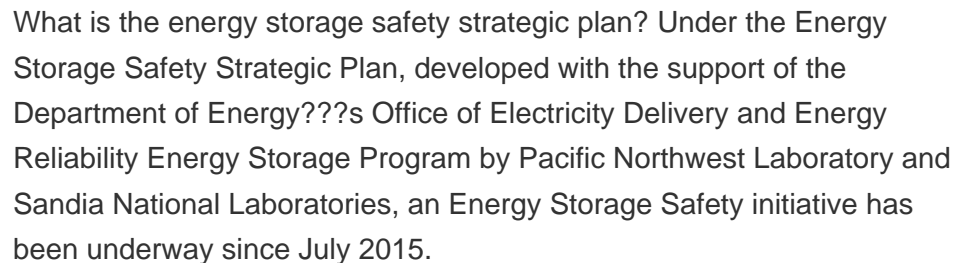 What is the energy storage safety strategic plan? Under the Energy
Storage Safety Strategic Plan, developed with the support of the
Department of Energy???s Office of Electricity Delivery and Energy
Reliability Energy Storage Program by Pacific Northwest Laboratory and
Sandia National Laboratories, an Energy Storage Safety initiative has
been underway since July 2015.